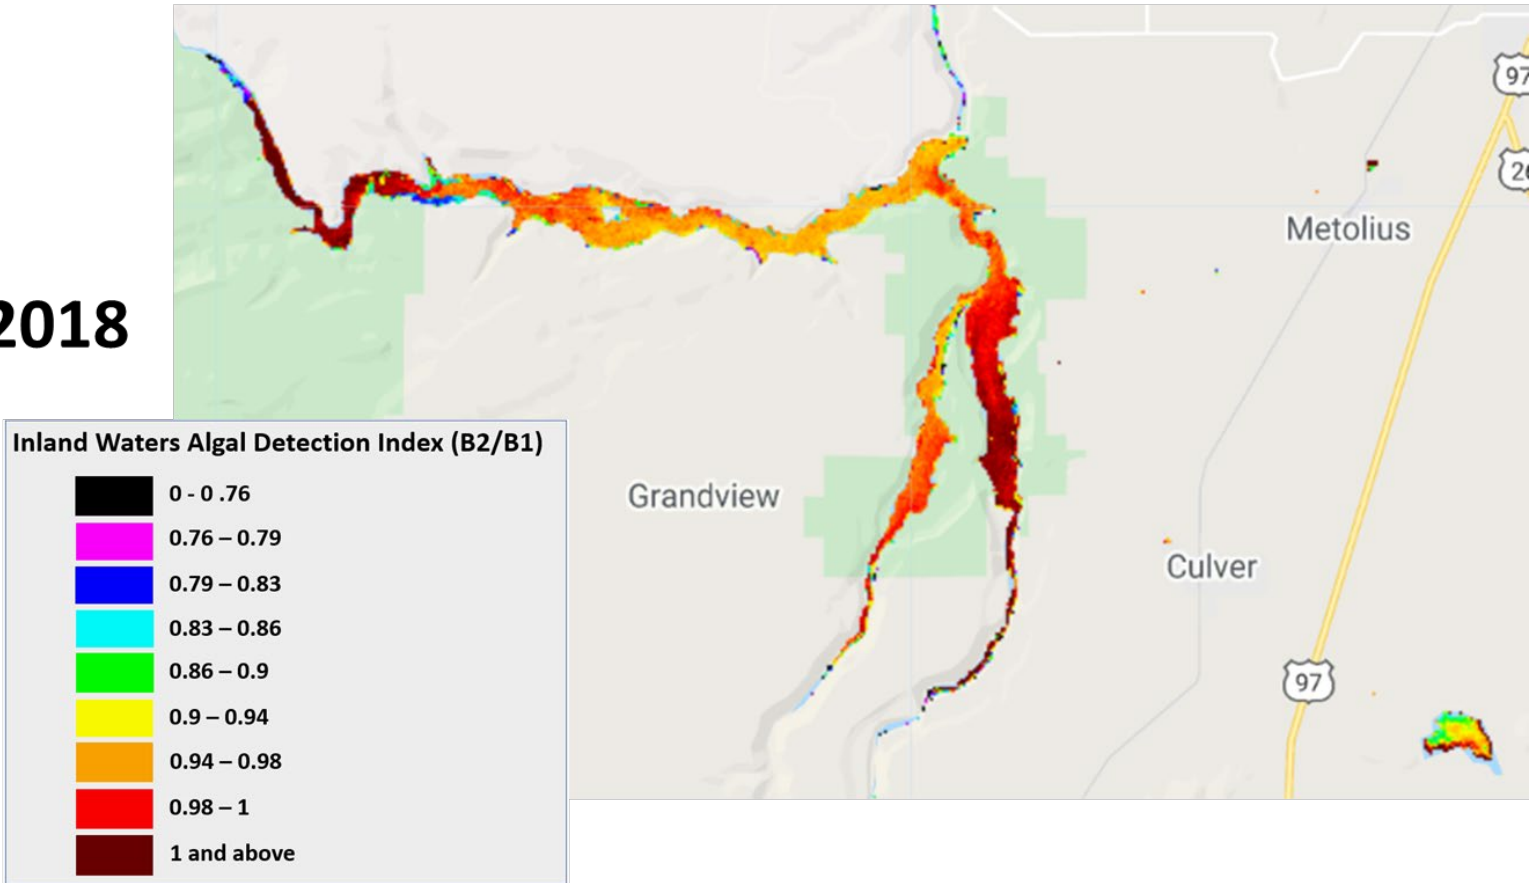 97
Metolius
2018
Inland Waters Algal Detection Index (B2/B1)
0 - 0 .76
0.76 – 0.79
0.79 – 0.83
0.83 – 0.86
0.86 – 0.9
0.9 – 0.94
0.94 – 0.98
0.98 – 1
1 and above
Grandview
Culver
97